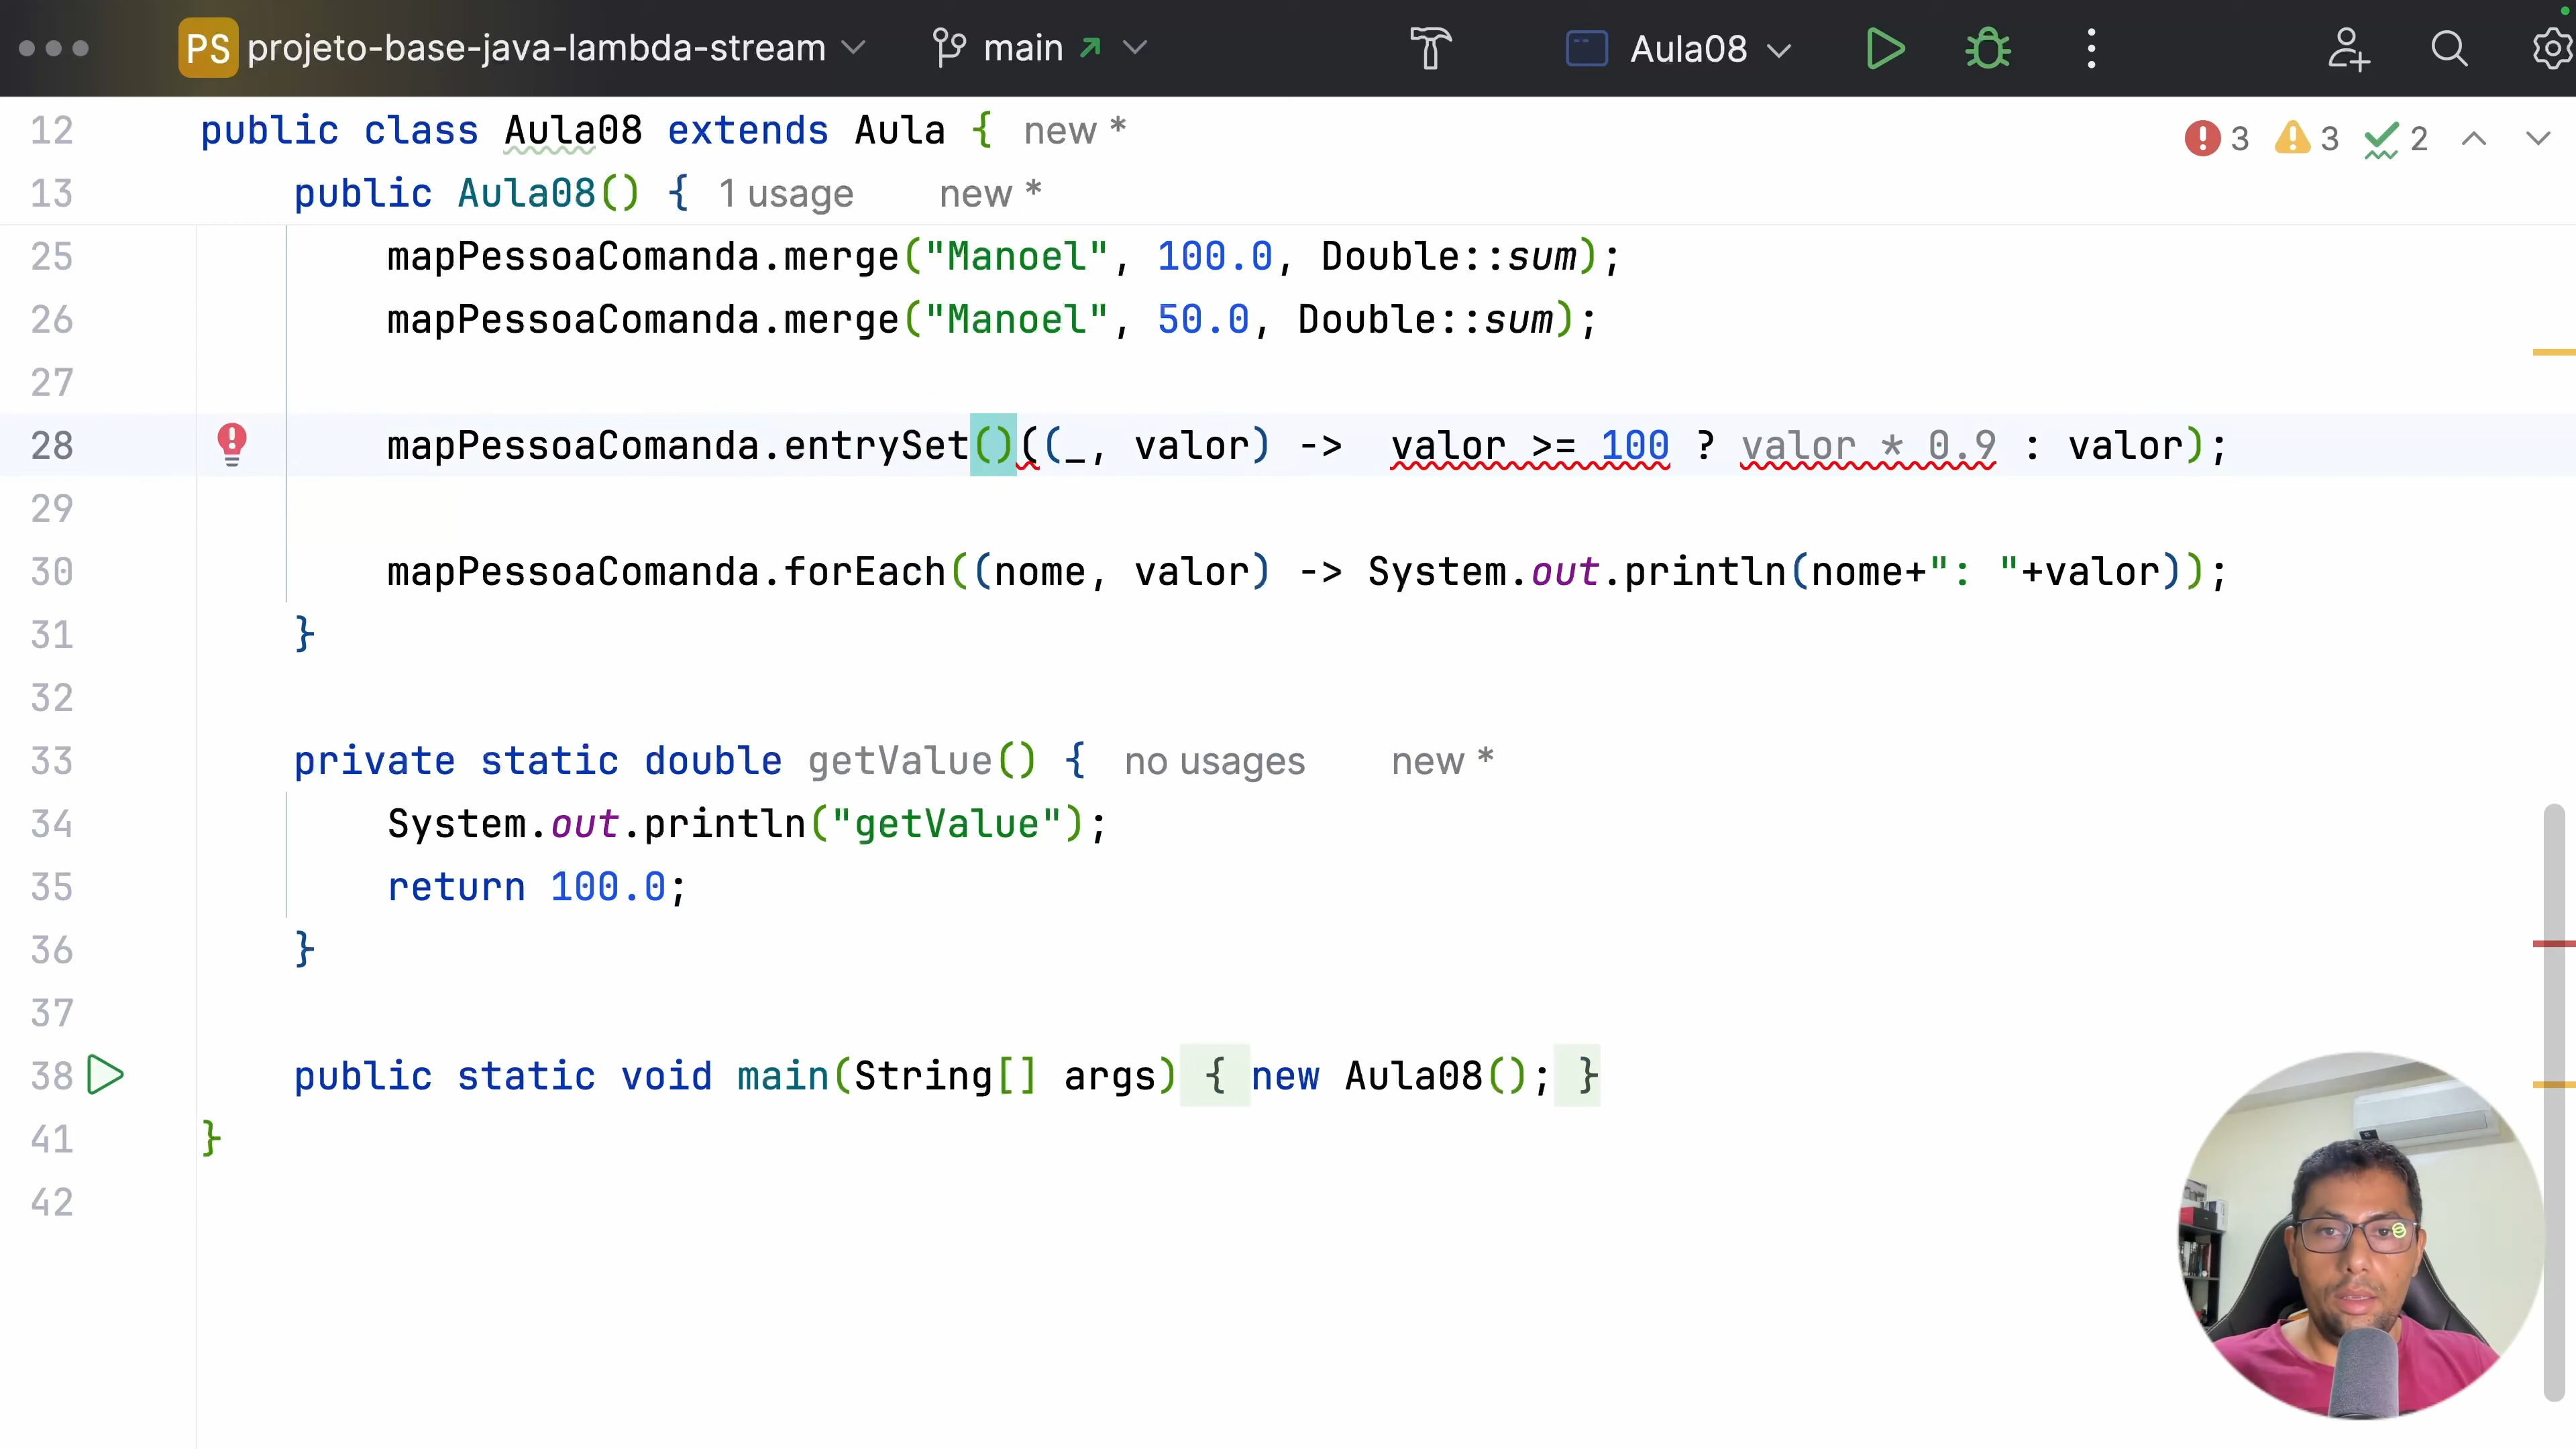 PS projeto-base-java-lambda-stream main Aula08
12 public class Aula08 extends Aula { new * 3 3 2
13 public Aula08() { 1 usage new *
25 mapPessoaComanda.merge("Manoel", 100.0, Double::sum);
26 mapPessoaComanda.merge("Manoel", 50.0, Double::sum);
27
28 mapPessoaComanda.entrySet()((_, valor) -> valor >= 100 ? valor * 0.9 : valor);
29
30 mapPessoaComanda.forEach((nome, valor) -> System.out.println(nome+": "+valor));
31 }
32
33 private static double getValue() { no usages new *
34 System.out.println("getValue");
35 return 100.0;
36 }
37
38 public static void main(String[] args) { new Aula08(); }
41 }
42